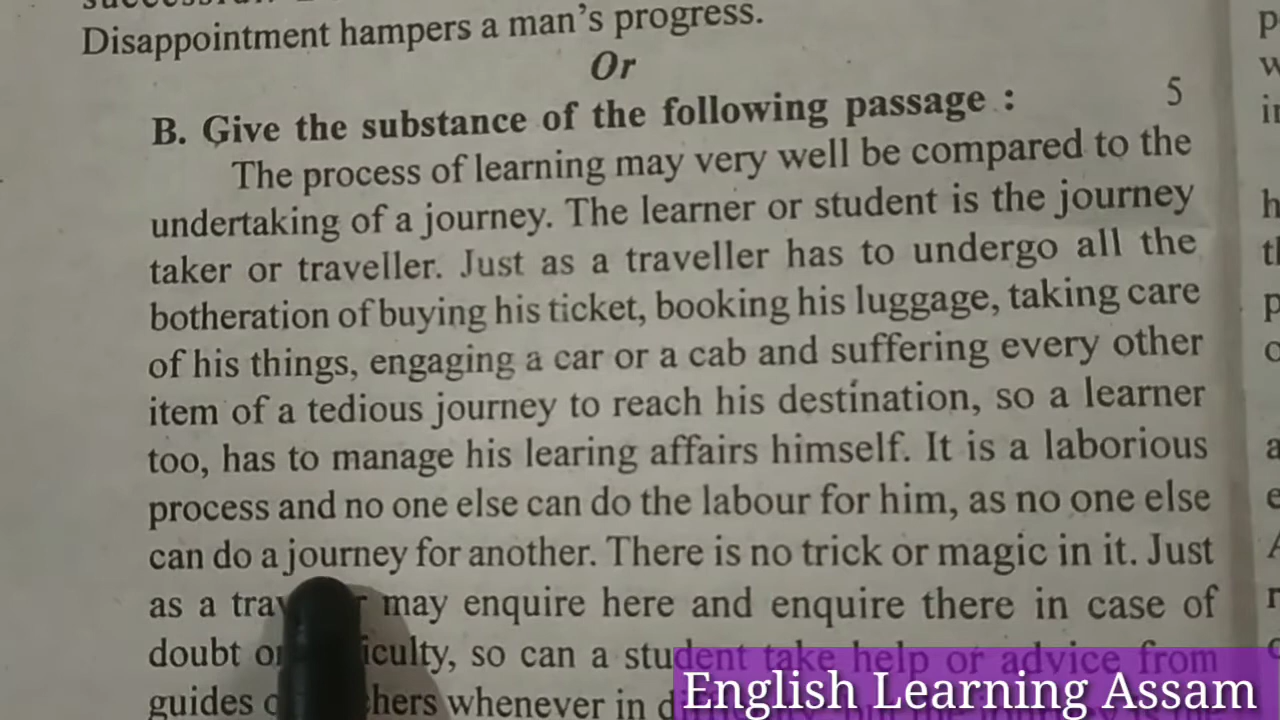 Disappointment hampers a man's progress.
Or
B. Give the substance of the following passage : 5
The process of learning may very well be compared to the
undertaking of a journey. The learner or student is the journey
taker or traveller. Just as a traveller has to undergo all the
botheration of buying his ticket, booking his luggage, taking care
of his things, engaging a car or a cab and suffering every other
item of a tedious journey to reach his destination, so a learner
too, has to manage his learing affairs himself. It is a laborious
process and no one else can do the labour for him, as no one else
can do a journey for another. There is no trick or magic in it. Just
as a may enquire here and enquire there in case of
doubt so can a student take help or advice from
guides whenever in
English Learning Assam